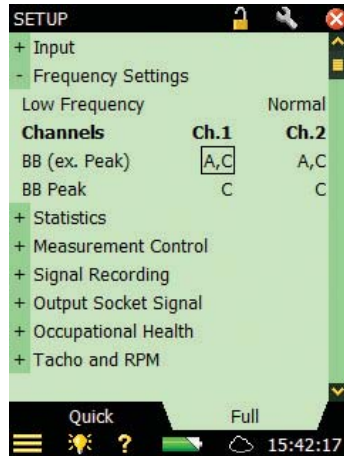 SETUP
+ Input
- Frequency Settings
Low Frequency Normal
Channels Ch.1 Ch.2
BB (ex. Peak) A,C A,C
BB Peak C C
+ Statistics
+ Measurement Control
+ Signal Recording
+ Output Socket Signal
+ Occupational Health
+ Tacho and RPM
Quick Full
? 15:42:17